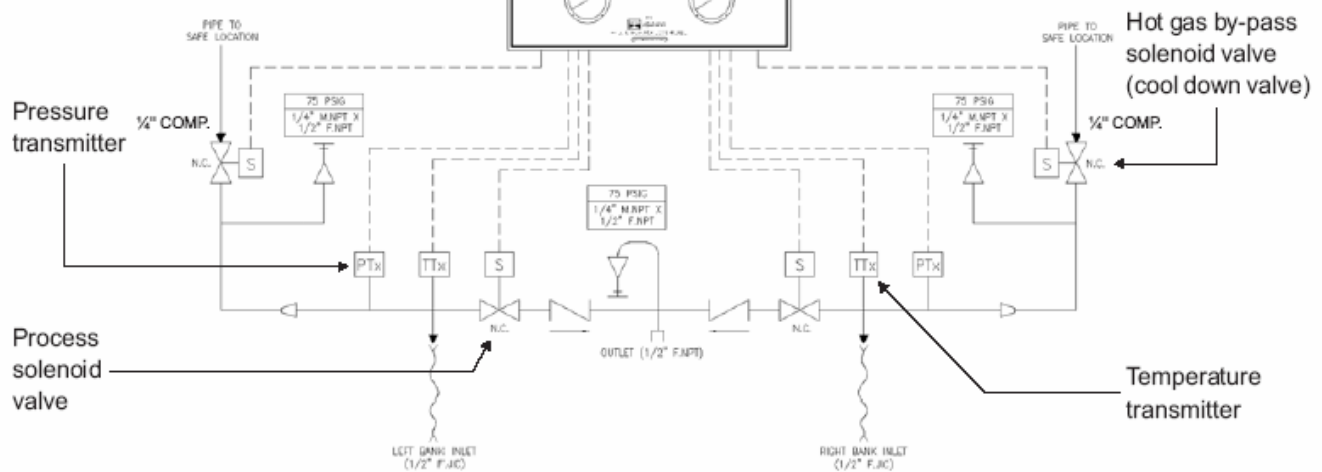 PIPE TO
SAFE LOCATION
PIPE TO
SAFE LOCATION
Hot gas by-pass
solenoid valve
(cool down valve)
Pressure
transmitter
¼" COMP.
75 PSIG
1/4" M.NPT X
1/2" F.NPT
75 PSIG
1/4" M.NPT X
1/2" F.NPT
¼" COMP.
N.C.
S
S
N.C.
75 PSIG
1/4" M.NPT X
1/2" F.NPT
PTx
TTx
S
S
TTx
PTx
N.C.
N.C.
OUTLET (1/2" F.NPT)
Process
solenoid
valve
Temperature
transmitter
LEFT BANK INLET
(1/2" F.JIC)
RIGHT BANK INLET
(1/2" F.JIC)